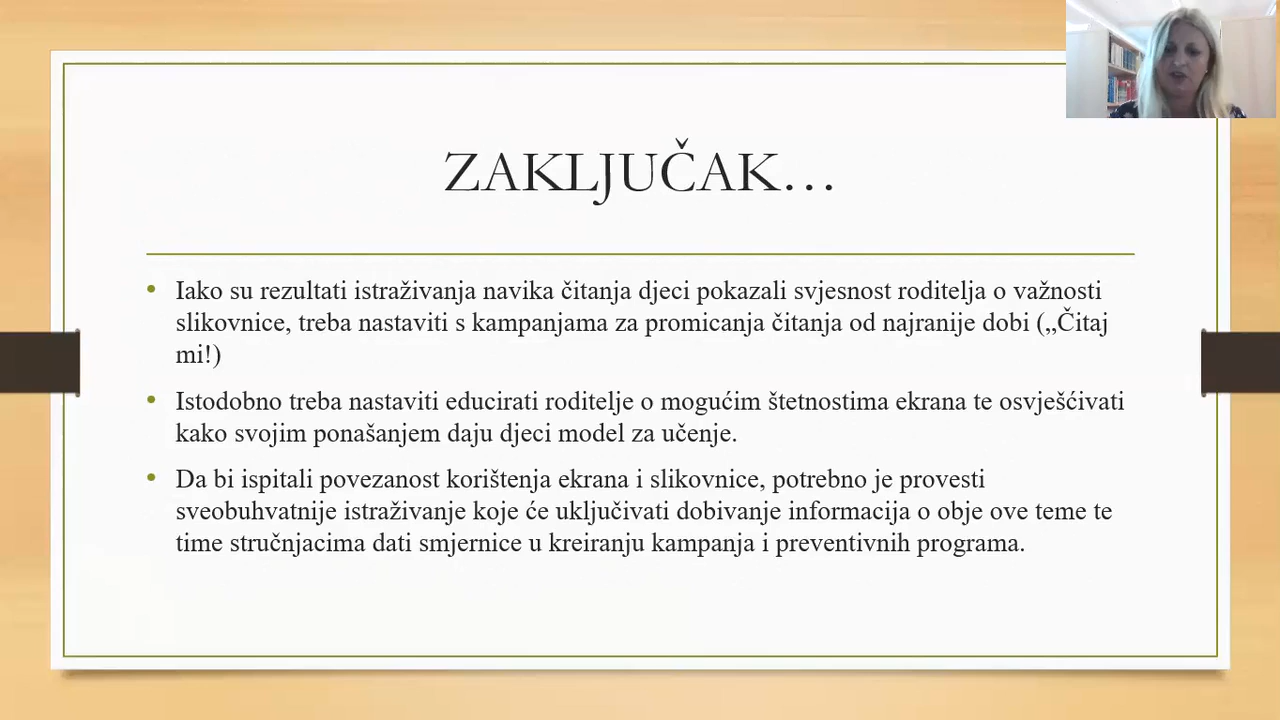 ZAKLJUČAK…
• Iako su rezultati istraživanja navika čitanja djeci pokazali svjesnost roditelja o važnosti
slikovnice, treba nastaviti s kampanjama za promicanja čitanja od najranije dobi („Čitaj
mi!)
• Istodobno treba nastaviti educirati roditelje o mogućim štetnostima ekrana te osvješćivati
kako svojim ponašanjem daju djeci model za učenje.
• Da bi ispitali povezanost korištenja ekrana i slikovnice, potrebno je provesti
sveobuhvatnije istraživanje koje će uključivati dobivanje informacija o obje ove teme te
time stručnjacima dati smjernice u kreiranju kampanja i preventivnih programa.